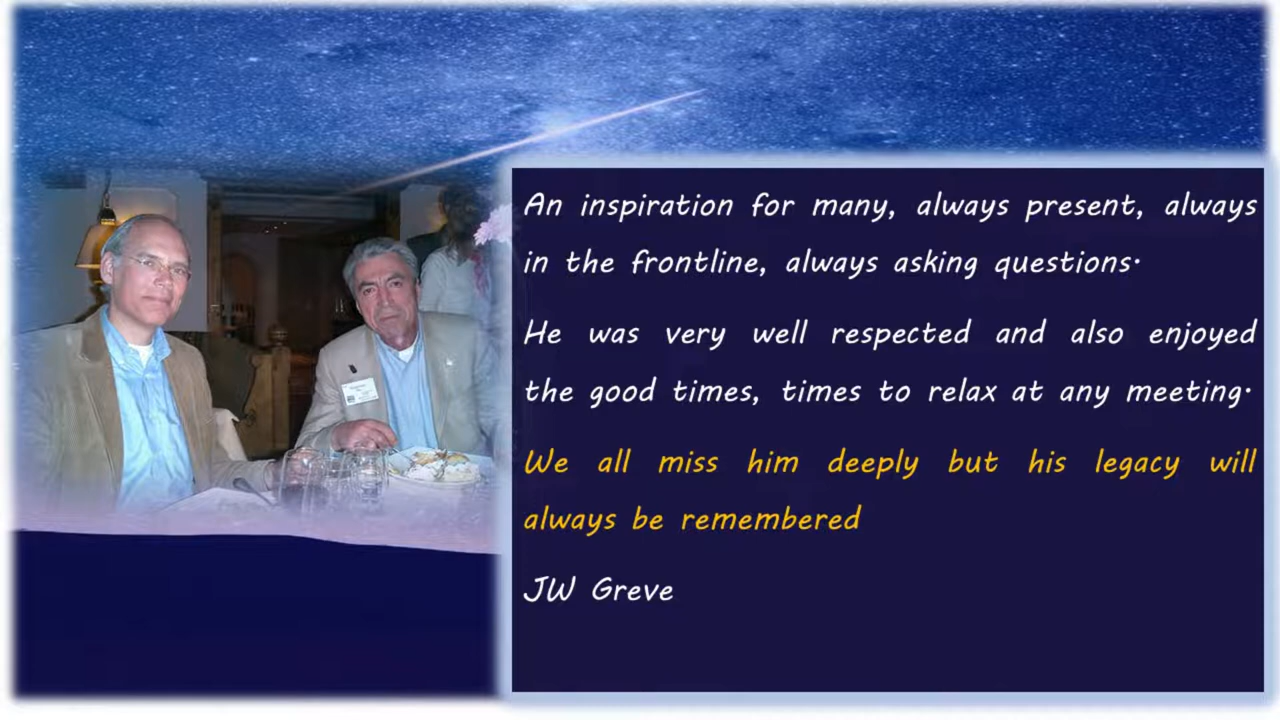 An inspiration for many, always present, always
in the frontline, always asking questions.
He was very well respected and also enjoyed
the good times, times to relax at any meeting.
We all miss him deeply but his legacy will
always be remembered
JW Greve